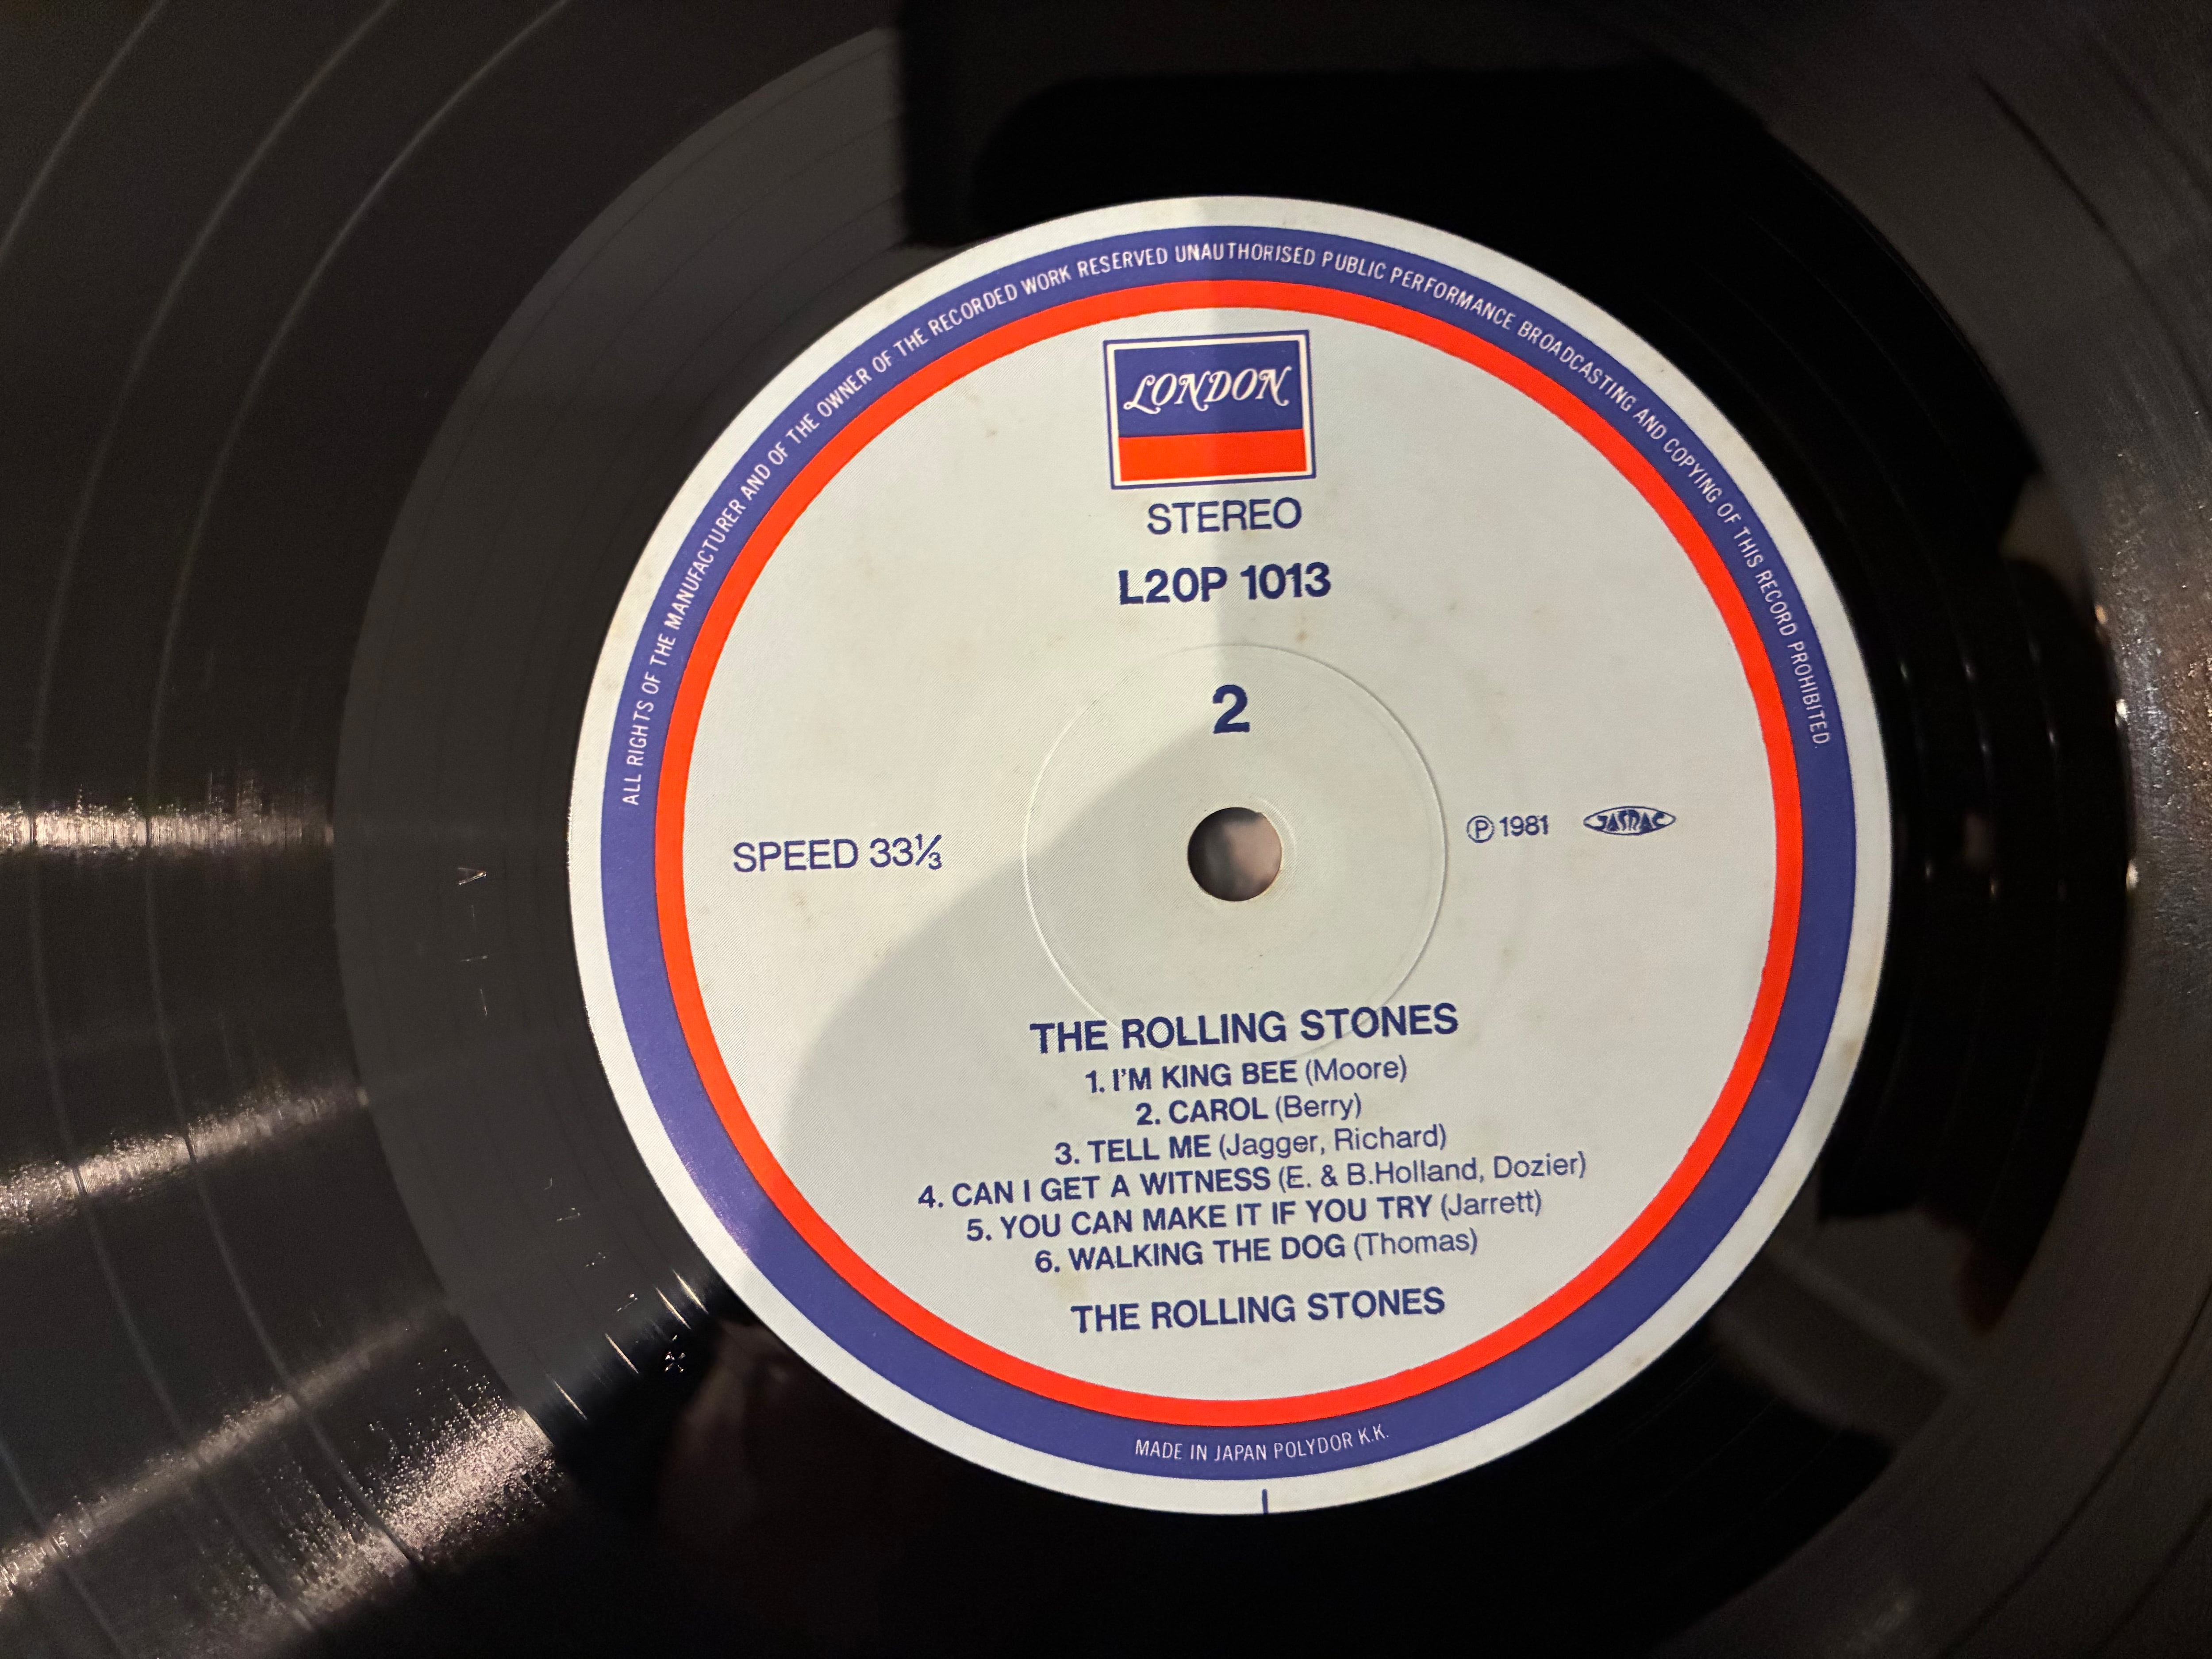 ALL RIGHTS OF THE MANUFACTURER AND OF THE OWNER OF THE RECORDED WORK RESERVED UNAUTHORISED PUBLIC PERFORMANCE BROADCASTING AND COPYING OF THIS RECORD PROHIBITED.
LONDON
STEREO
L20P 1013
2
SPEED 33⅓
Ⓟ 1981 JASRAC
THE ROLLING STONES
1. I'M KING BEE (Moore)
2. CAROL (Berry)
3. TELL ME (Jagger, Richard)
4. CAN I GET A WITNESS (E. & B.Holland, Dozier)
5. YOU CAN MAKE IT IF YOU TRY (Jarrett)
6. WALKING THE DOG (Thomas)
THE ROLLING STONES
MADE IN JAPAN POLYDOR K.K.